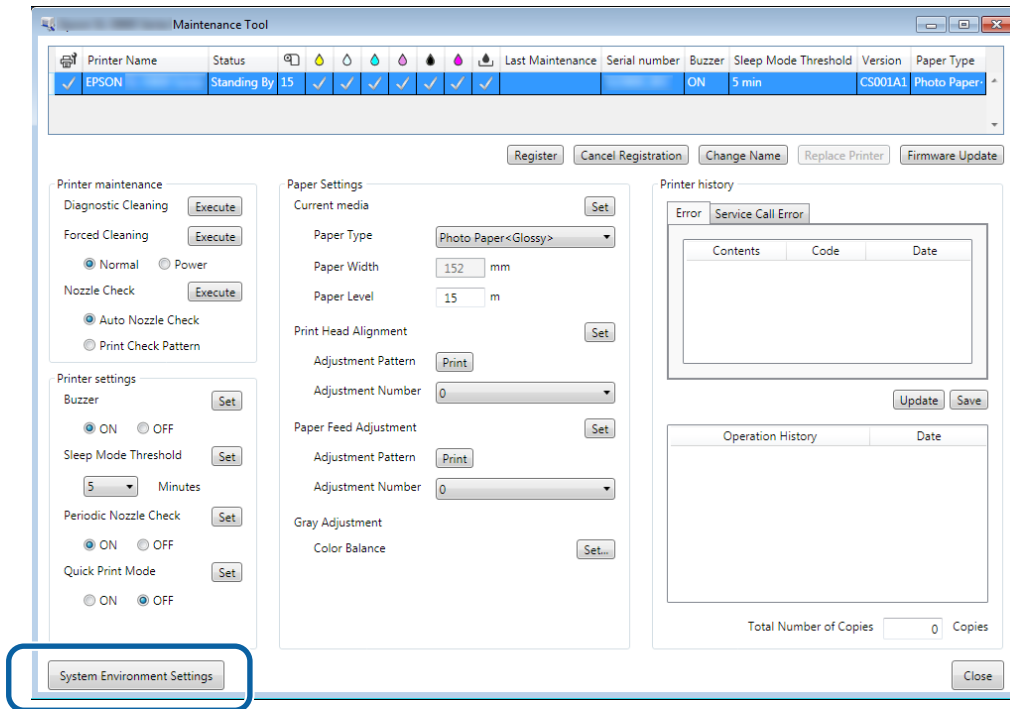 Maintenance Tool
Printer Name Status Last Maintenance Serial number Buzzer Sleep Mode Threshold Version Paper Type
EPSON Standing By 15 ON 5 min CS001A1 Photo Paper
Register Cancel Registration Change Name Replace Printer Firmware Update
Printer maintenance
Diagnostic Cleaning Execute
Forced Cleaning Execute
Normal Power
Nozzle Check Execute
Auto Nozzle Check
Print Check Pattern
Printer settings
Buzzer Set
ON OFF
Sleep Mode Threshold Set
5 Minutes
Periodic Nozzle Check Set
ON OFF
Quick Print Mode Set
ON OFF
Paper Settings
Current media Set
Paper Type Photo Paper<Glossy>
Paper Width 152 mm
Paper Level 15 m
Print Head Alignment Set
Adjustment Pattern Print
Adjustment Number 0
Paper Feed Adjustment Set
Adjustment Pattern Print
Adjustment Number 0
Gray Adjustment
Color Balance Set...
Printer history
Error Service Call Error
Contents Code Date
Update Save
Operation History Date
Total Number of Copies 0 Copies
System Environment Settings Close